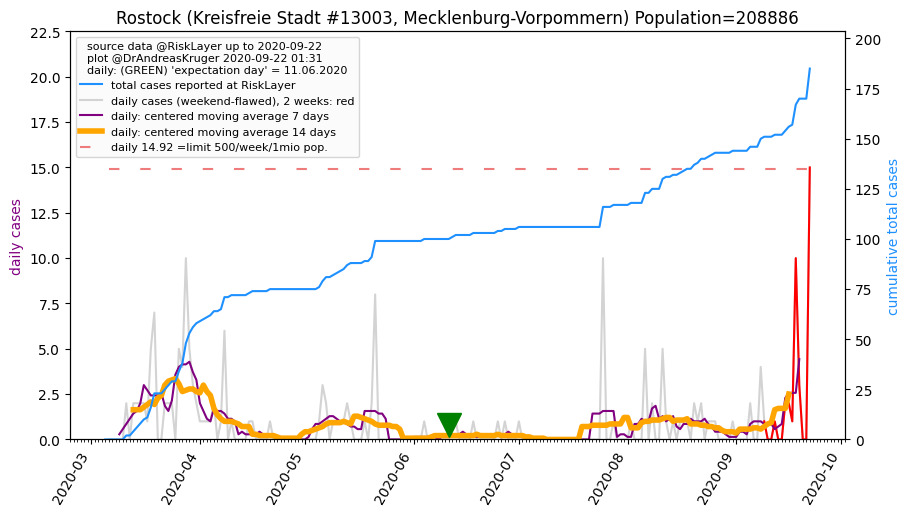 Rostock (Kreisfreie Stadt #13003, Mecklenburg-Vorpommern) Population=208886
source data @RiskLayer up to 2020-09-22
plot @DrAndreasKruger 2020-09-22 01:31
daily: (GREEN) 'expectation day' = 11.06.2020
total cases reported at RiskLayer
daily cases (weekend-flawed), 2 weeks: red
daily: centered moving average 7 days
daily: centered moving average 14 days
daily 14.92 =limit 500/week/1mio pop.
daily cases
22.5
20.0
17.5
15.0
12.5
10.0
7.5
5.0
2.5
0.0
cumulative total cases
200
175
150
125
100
75
50
25
0
2020-03
2020-04
2020-05
2020-06
2020-07
2020-08
2020-09
2020-10